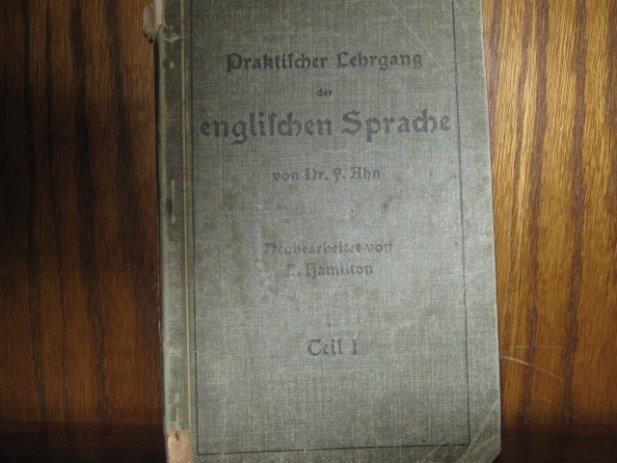 Praktiſcher Lehrgang
der
engliſchen Sprache
von Dr. F. Ahn
Neubearbeitet von
L. Hamilton
Teil I